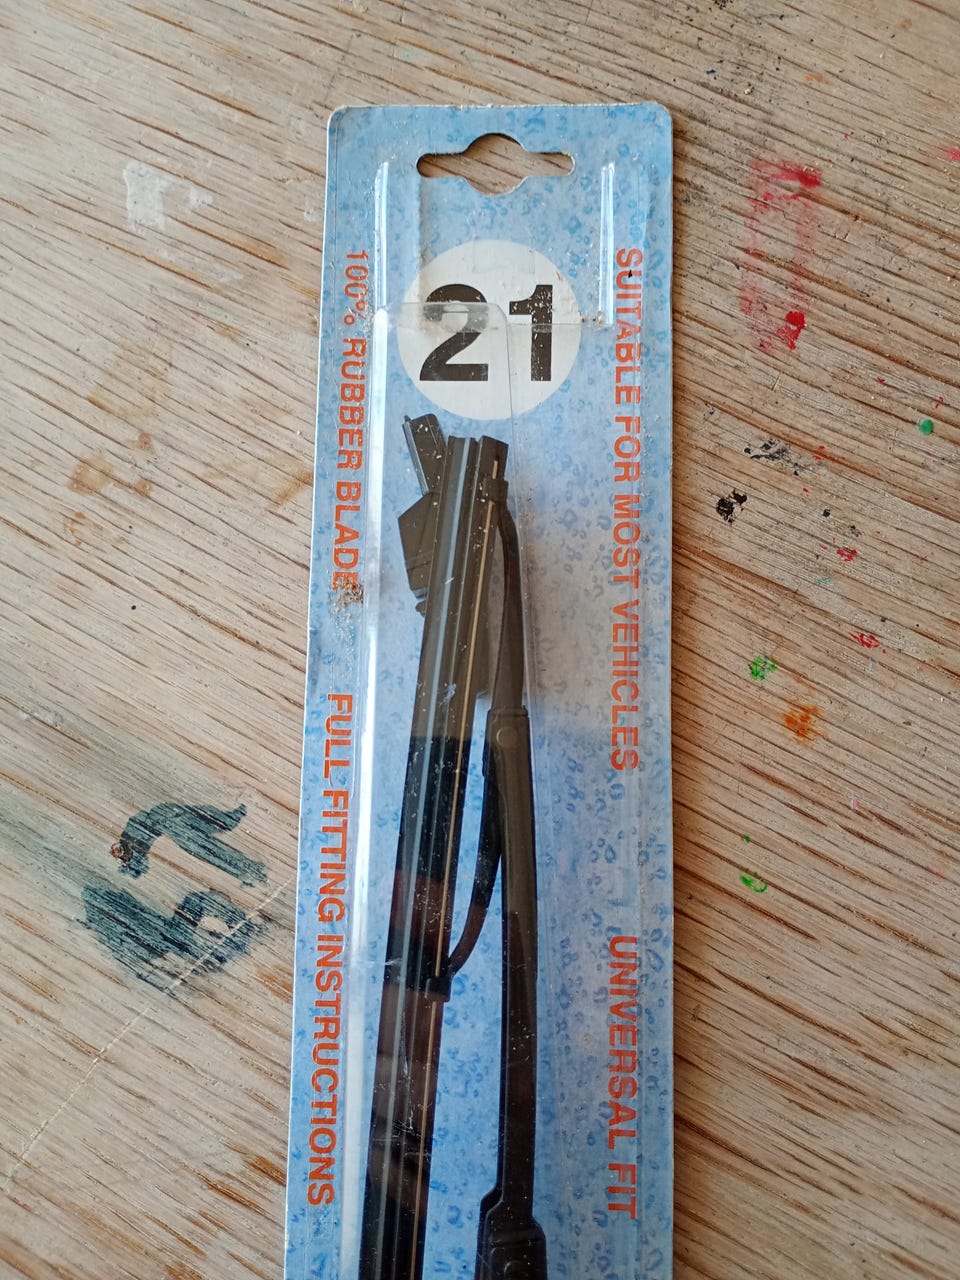 21
100% RUBBER BLADE
FULL FITTING INSTRUCTIONS
SUITABLE FOR MOST VEHICLES
UNIVERSAL FIT